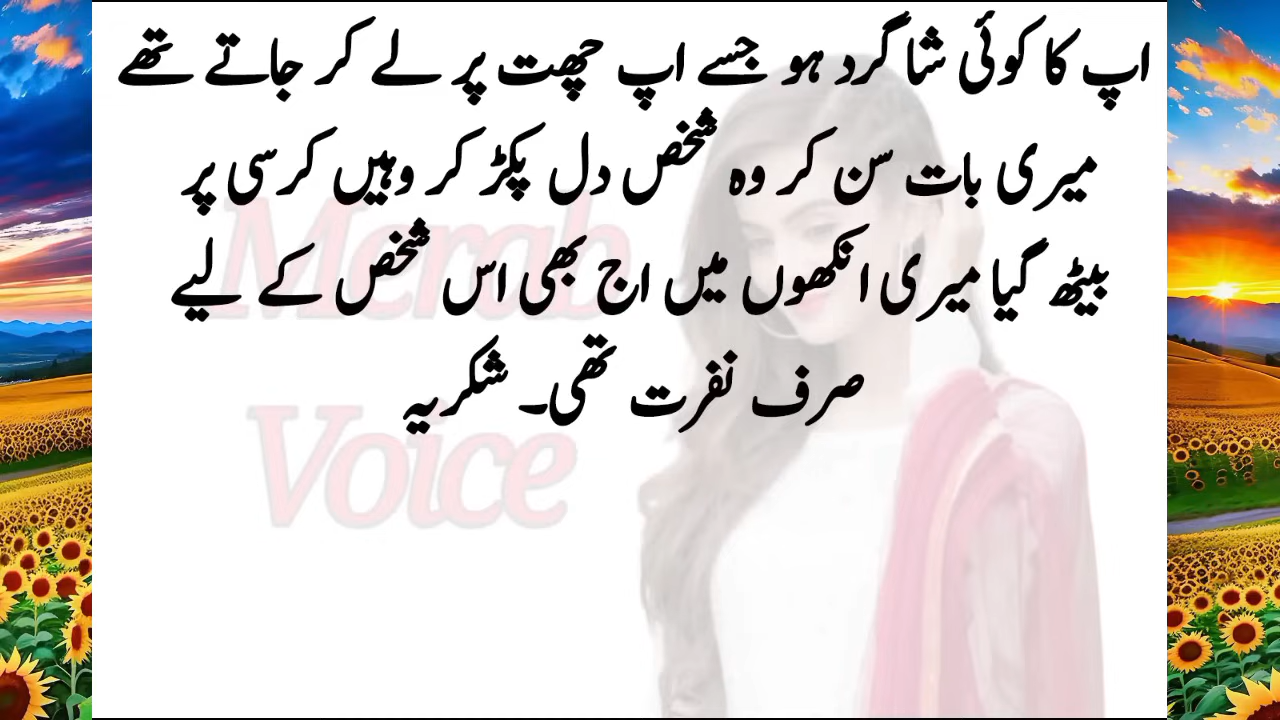 اپ کا کوئی شاگرد ہو جسے اپ چھت پر لے کر جاتے تھے
میری بات سن کر وہ شخص دل پکڑ کر وہیں کرسی پر
بیٹھ گیا میری انکھوں میں اج بھی اس شخص کے لیے
صرف نفرت تھی۔ شکریہ
Merab
Voice